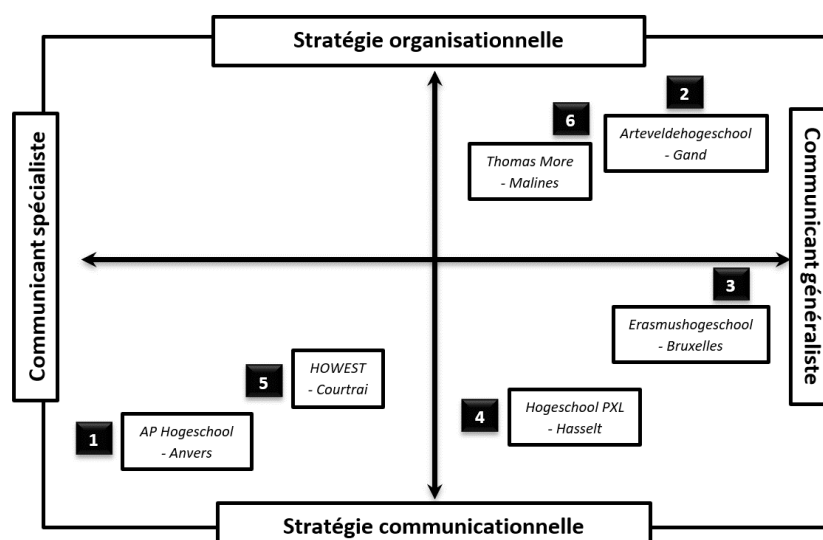 Stratégie organisationnelle
Communicant spécialiste
Communicant généraliste
2
Arteveldehogeschool
- Gand
6
Thomas More
- Malines
3
Erasmushogeschool
- Bruxelles
5
HOWEST
- Courtrai
4
Hogeschool PXL
- Hasselt
1
AP Hogeschool
- Anvers
Stratégie communicationnelle